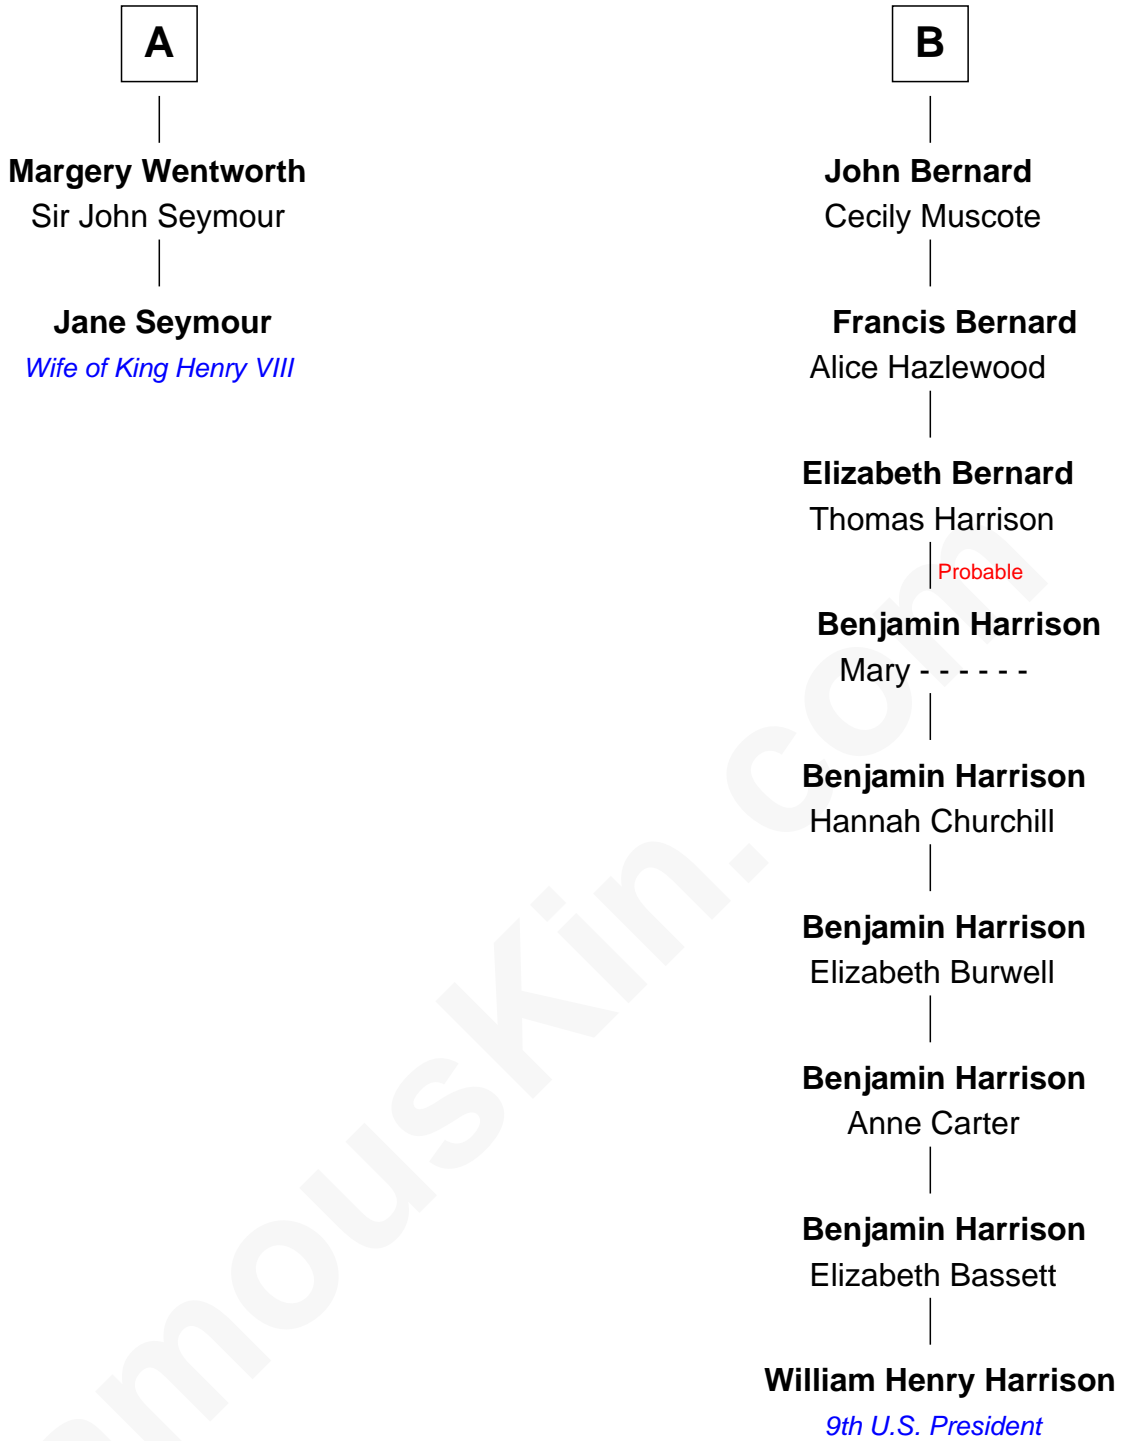 A
Margery Wentworth
Sir John Seymour
Jane Seymour
Wife of King Henry VIII
B
John Bernard
Cecily Muscote
Francis Bernard
Alice Hazlewood
Elizabeth Bernard
Thomas Harrison
Probable
Benjamin Harrison
Mary - - - - - -
Benjamin Harrison
Hannah Churchill
Benjamin Harrison
Elizabeth Burwell
Benjamin Harrison
Anne Carter
Benjamin Harrison
Elizabeth Bassett
William Henry Harrison
9th U.S. President
amouskin.com